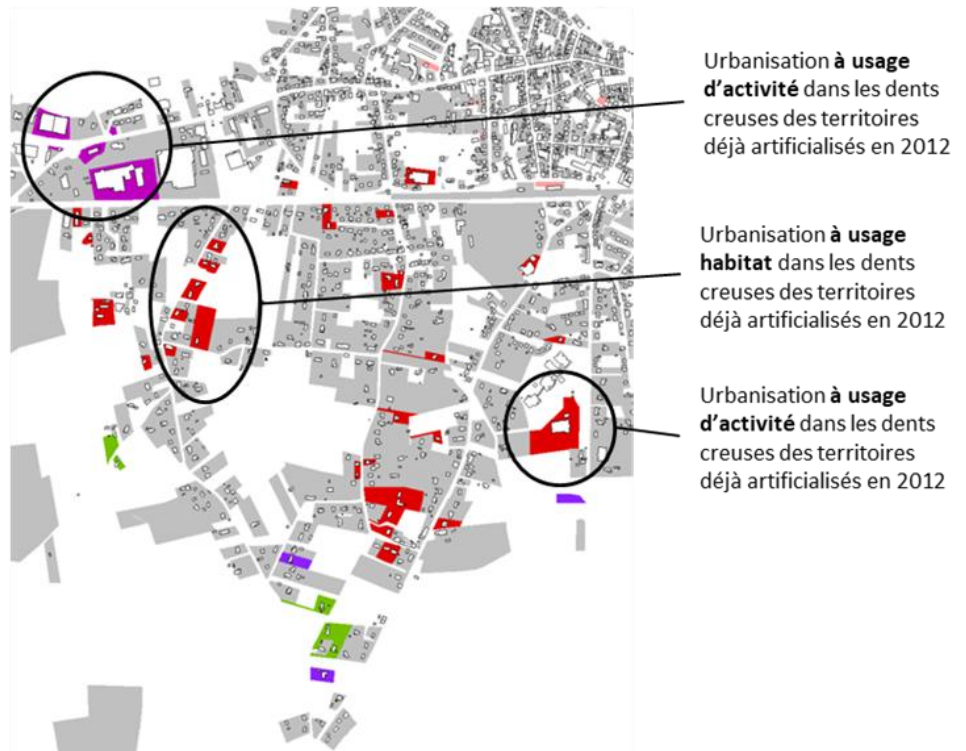 Urbanisation à usage
d’activité dans les dents
creuses des territoires
déjà artificialisés en 2012
Urbanisation à usage
habitat dans les dents
creuses des territoires
déjà artificialisés en 2012
Urbanisation à usage
d’activité dans les dents
creuses des territoires
déjà artificialisés en 2012